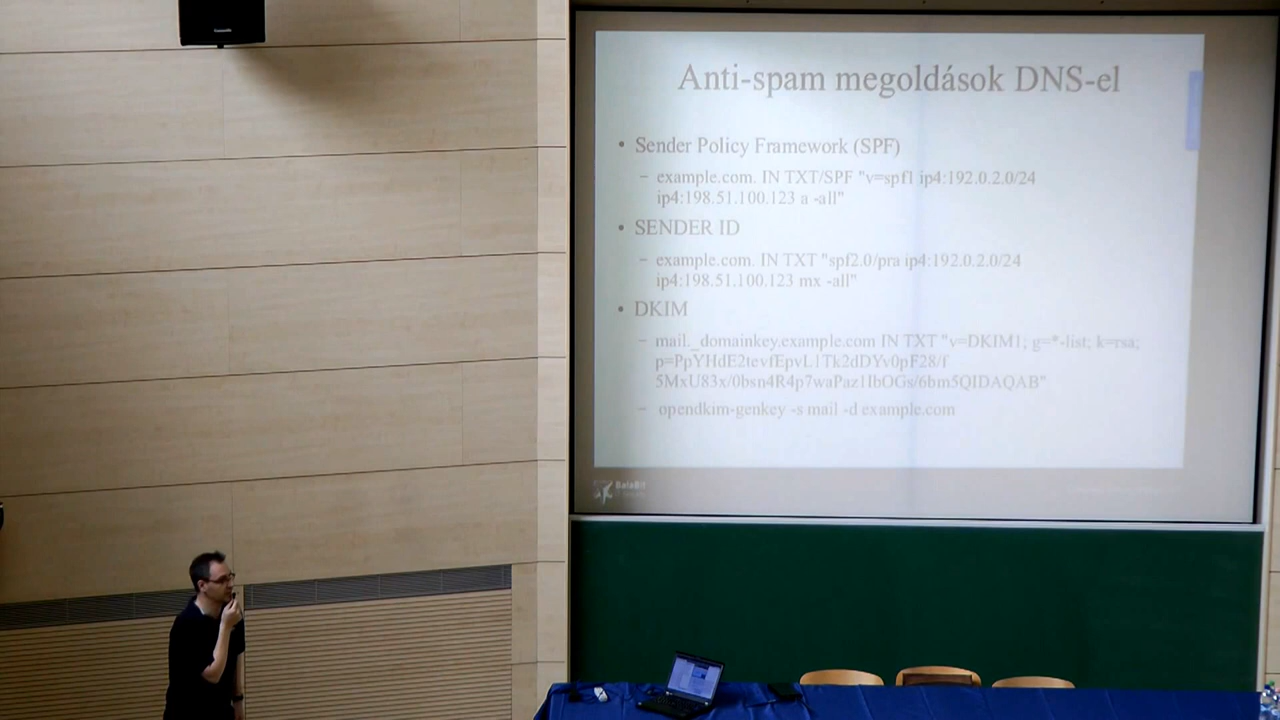 Anti-spam megoldások DNS-el
• Sender Policy Framework (SPF)
– example.com. IN TXT/SPF "v=spf1 ip4:192.0.2.0/24
ip4:198.51.100.123 a -all"
• SENDER ID
– example.com. IN TXT "spf2.0/pra ip4:192.0.2.0/24
ip4:198.51.100.123 mx -all"
• DKIM
– mail._domainkey.example.com IN TXT "v=DKIM1; g=*-list; k=rsa;
p=PpYHdE2tevfEpvL1Tk2dDYv0pF28/f
5MxU83x/0bsn4R4p7waPaz1IbOGs/6bm5QIDAQAB"
– opendkim-genkey -s mail -d example.com
BalaBit